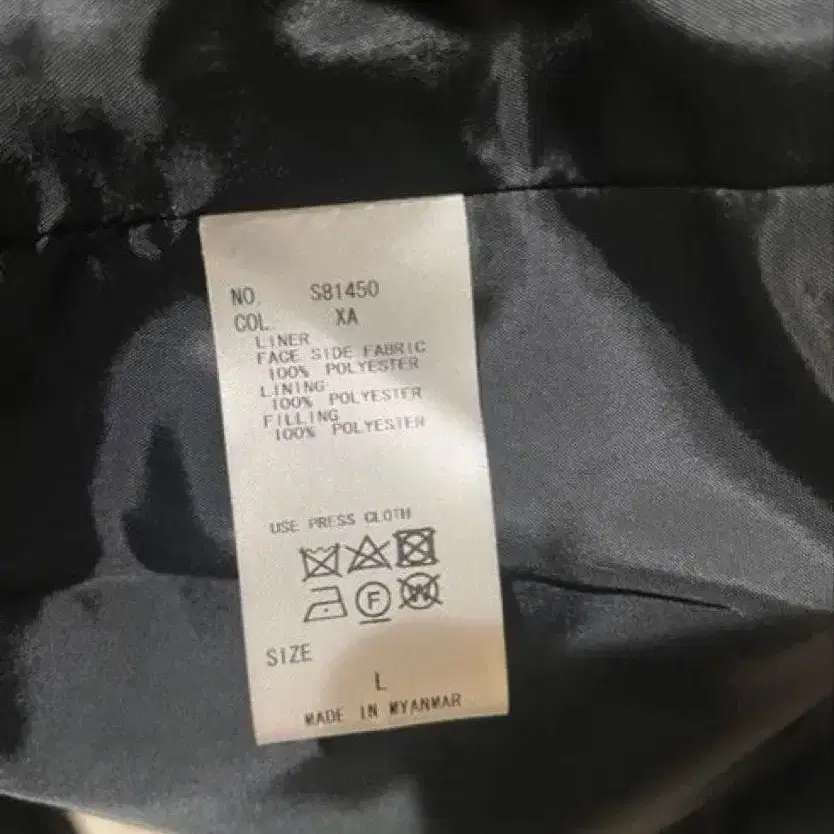 NO. S81450
COL. XA
LINER
FACE SIDE FABRIC
100% POLYESTER
LINING
100% POLYESTER
FILLING
100% POLYESTER
USE PRESS CLOTH
F W
SIZE
L
MADE IN MYANMAR